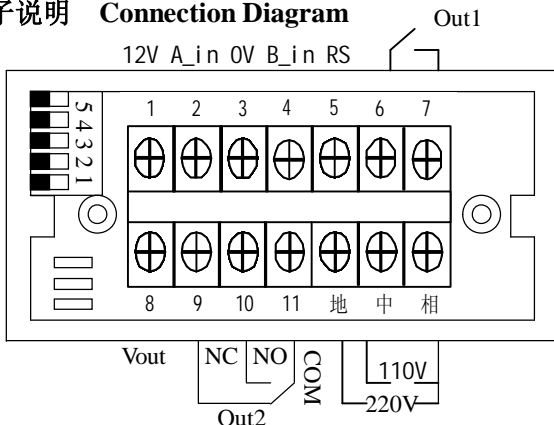 子说明 Connection Diagram
Out1
12V A_in 0V B_in RS
1 2 3 4 5 6 7
5 4 3 2 1
8 9 10 11 地 中 相
Vout NC NO COM 110V
220V
Out2